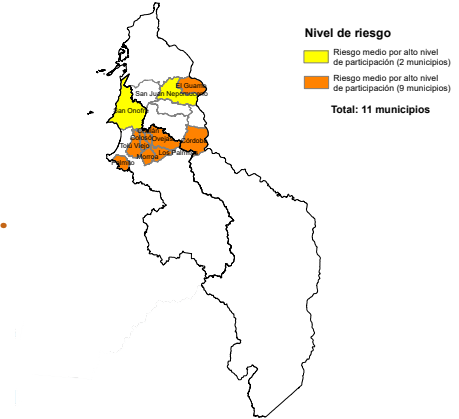 Nivel de riesgo
Riesgo medio por alto nivel
de participación (2 municipios)
Riesgo medio por alto nivel
de participación (9 municipios)
Total: 11 municipios
El Guamo
San Juan Nepomuceno
San Onofre
Colosó
Ovejas
Córdoba
Tolú Viejo
Los Palmitos
Morroa
Palmito